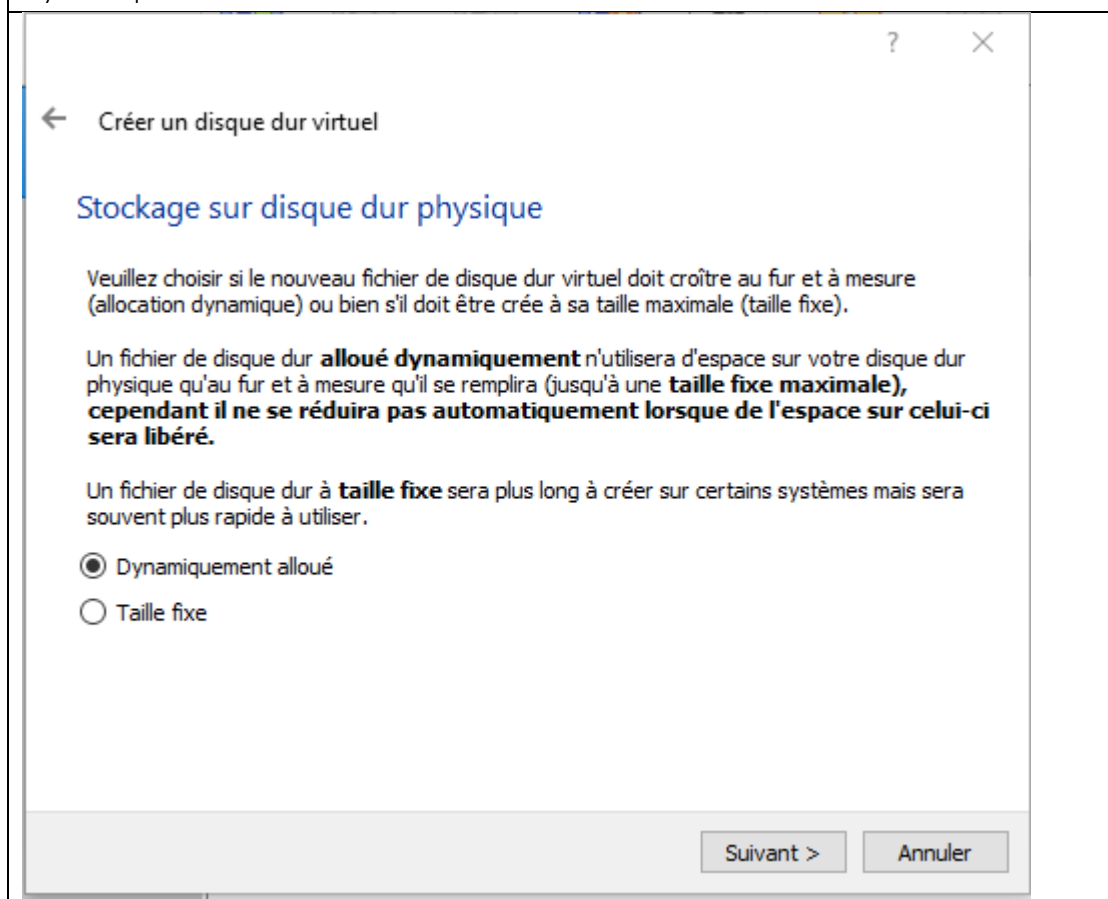 ?
Créer un disque dur virtuel
Stockage sur disque dur physique
Veuillez choisir si le nouveau fichier de disque dur virtuel doit croître au fur et à mesure
(allocation dynamique) ou bien s'il doit être crée à sa taille maximale (taille fixe).
Un fichier de disque dur alloué dynamiquement n'utilisera d'espace sur votre disque dur
physique qu'au fur et à mesure qu'il se remplira (jusqu'à une taille fixe maximale),
cependant il ne se réduira pas automatiquement lorsque de l'espace sur celui-ci
sera libéré.
Un fichier de disque dur à taille fixe sera plus long à créer sur certains systèmes mais sera
souvent plus rapide à utiliser.
Dynamiquement alloué
Taille fixe
Suivant > Annuler